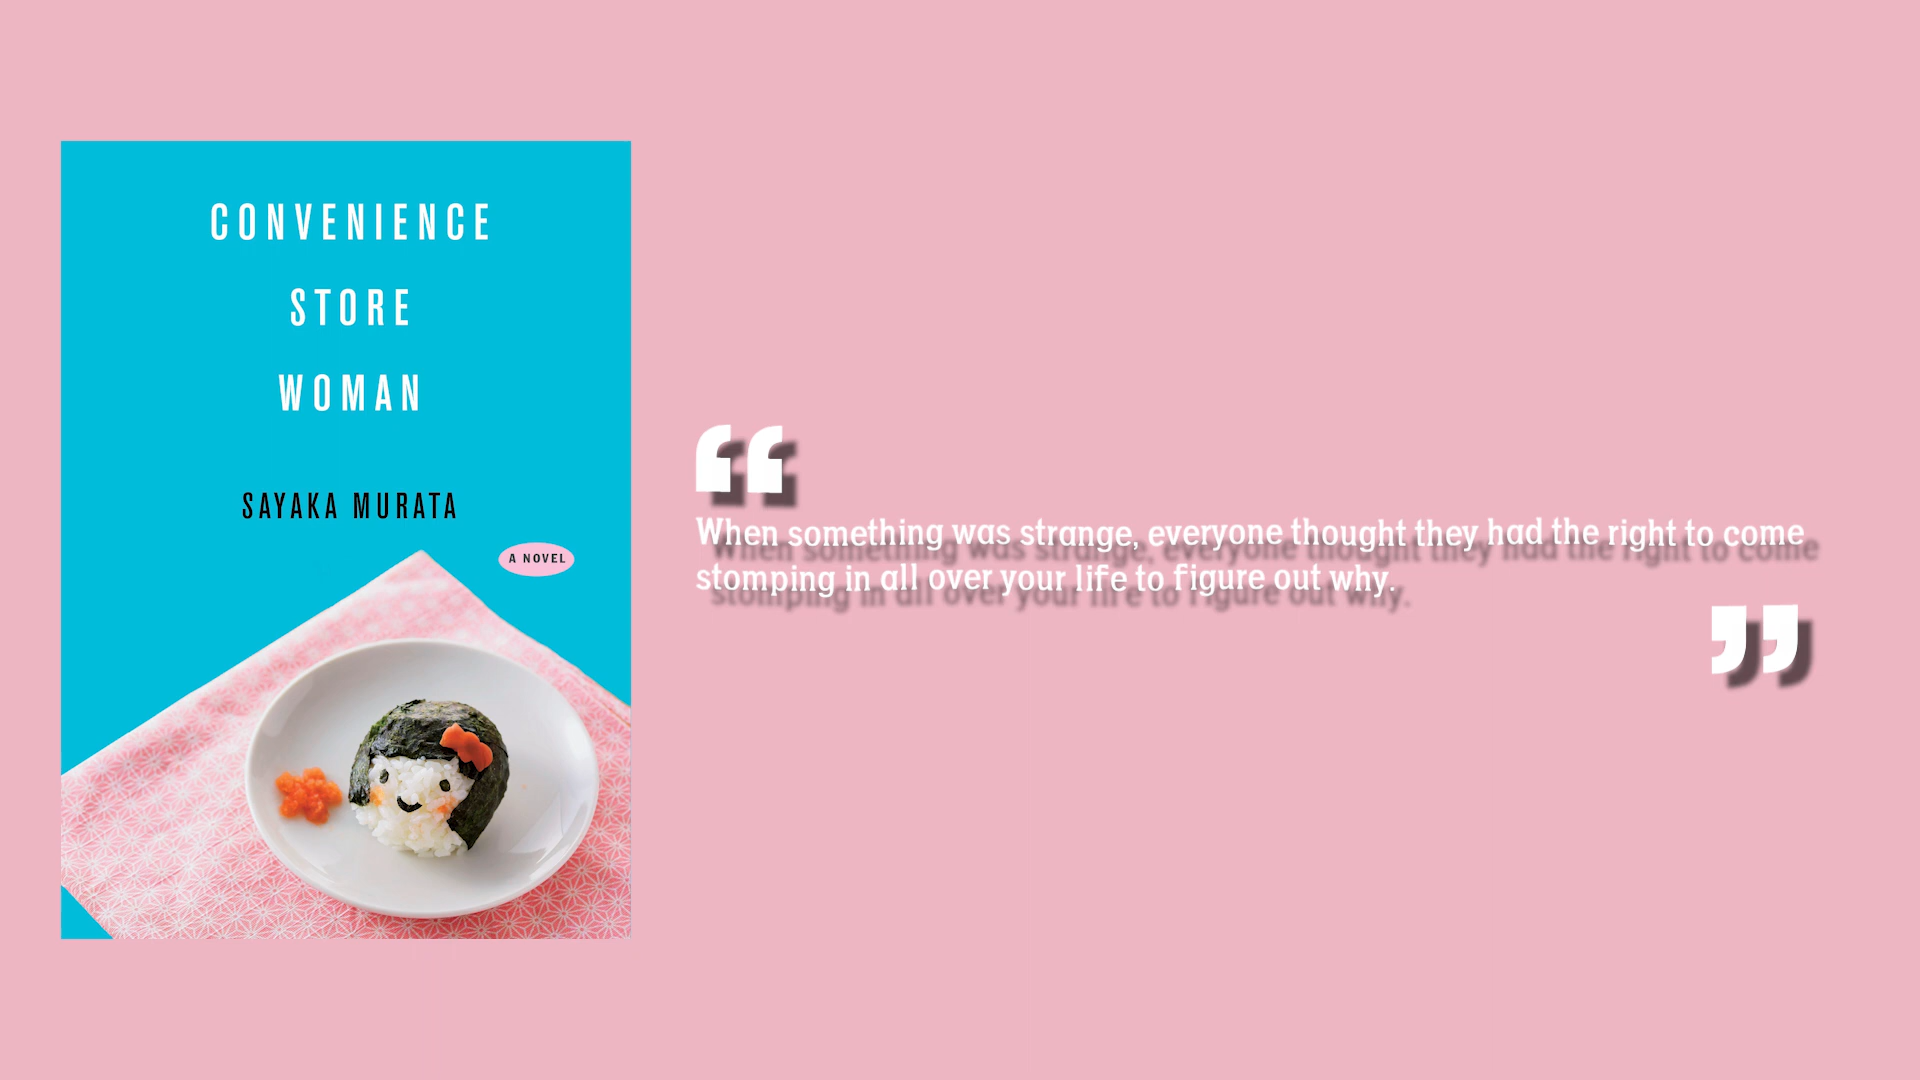 CONVENIENCE
STORE
WOMAN
SAYAKA MURATA
A NOVEL
“
When something was strange, everyone thought they had the right to come
stomping in all over your life to figure out why.
”